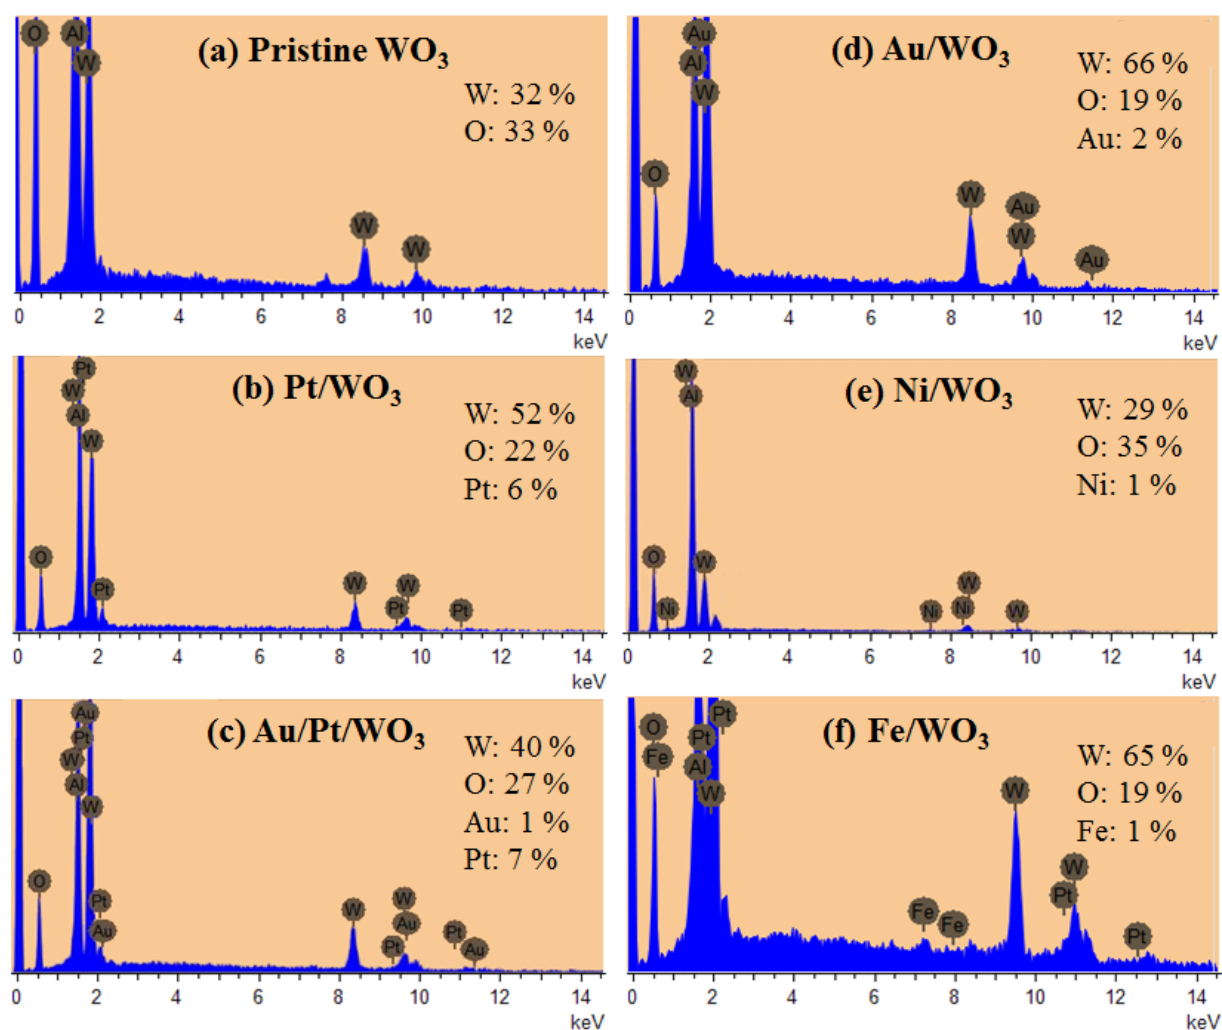 (a) Pristine WO₃
W: 32 %
O: 33 %
O
Al
W
W
W
0 2 4 6 8 10 12 14
keV
(d) Au/WO₃
W: 66 %
O: 19 %
Au: 2 %
Au
Al
W
O
W
Au
W
Au
0 2 4 6 8 10 12 14
keV
(b) Pt/WO₃
W: 52 %
O: 22 %
Pt: 6 %
Pt
W
Al
W
O
Pt
W
W
Pt
Pt
0 2 4 6 8 10 12 14
keV
(e) Ni/WO₃
W: 29 %
O: 35 %
Ni: 1 %
W
Al
O
W
Ni
W
Ni
Ni
W
0 2 4 6 8 10 12 14
keV
(c) Au/Pt/WO₃
W: 40 %
O: 27 %
Au: 1 %
Pt: 7 %
Au
Pt
W
Al
W
O
Pt
Au
W
W
Au
Pt
Pt
Au
0 2 4 6 8 10 12 14
keV
(f) Fe/WO₃
W: 65 %
O: 19 %
Fe: 1 %
O
Fe
Pt
Pt
Al
W
W
Fe
Fe
W
Pt
Pt
0 2 4 6 8 10 12 14
keV